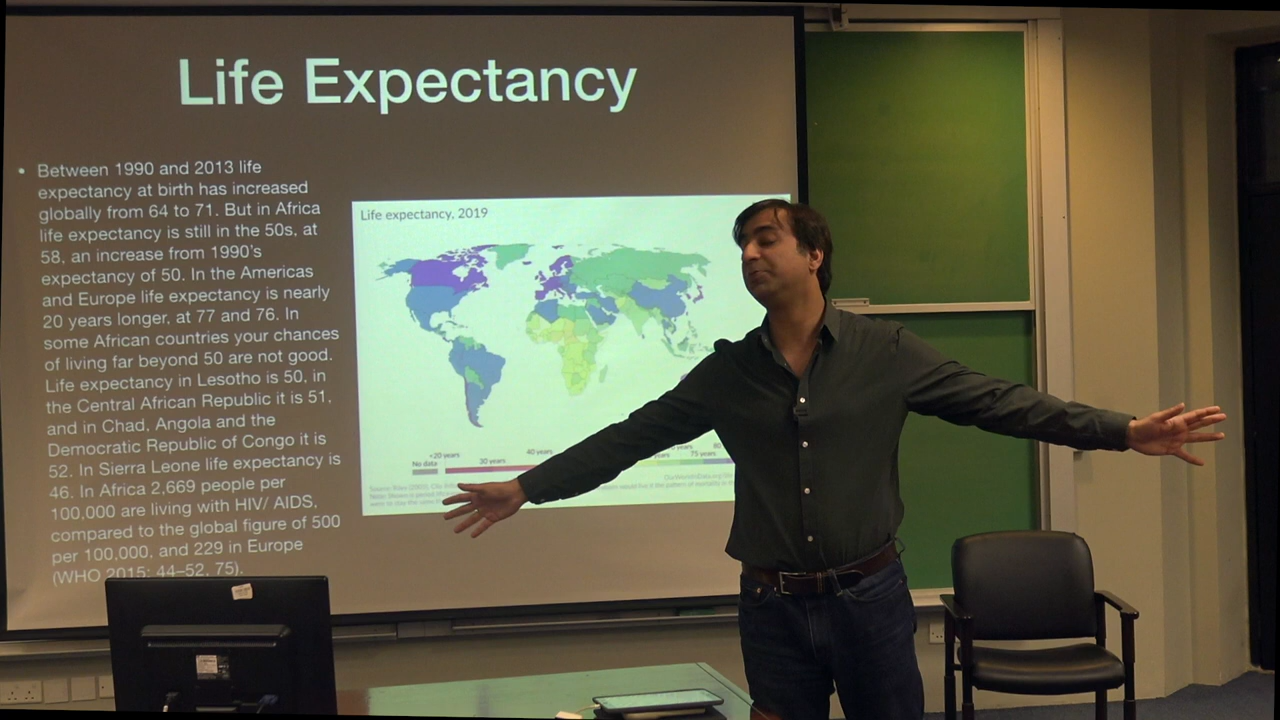 Life Expectancy
• Between 1990 and 2013 life
expectancy at birth has increased
globally from 64 to 71. But in Africa
life expectancy is still in the 50s, at
58, an increase from 1990's
expectancy of 50. In the Americas
and Europe life expectancy is nearly
20 years longer, at 77 and 76. In
some African countries your chances
of living far beyond 50 are not good.
Life expectancy in Lesotho is 50, in
the Central African Republic it is 51,
and in Chad, Angola and the
Democratic Republic of Congo it is
52. In Sierra Leone life expectancy is
46. In Africa 2,669 people per
100,000 are living with HIV/ AIDS,
compared to the global figure of 500
per 100,000, and 229 in Europe
(WHO 2015: 44–52, 75).
Life expectancy, 2019
No data
<20 years
30 years
40 years
75 years
80